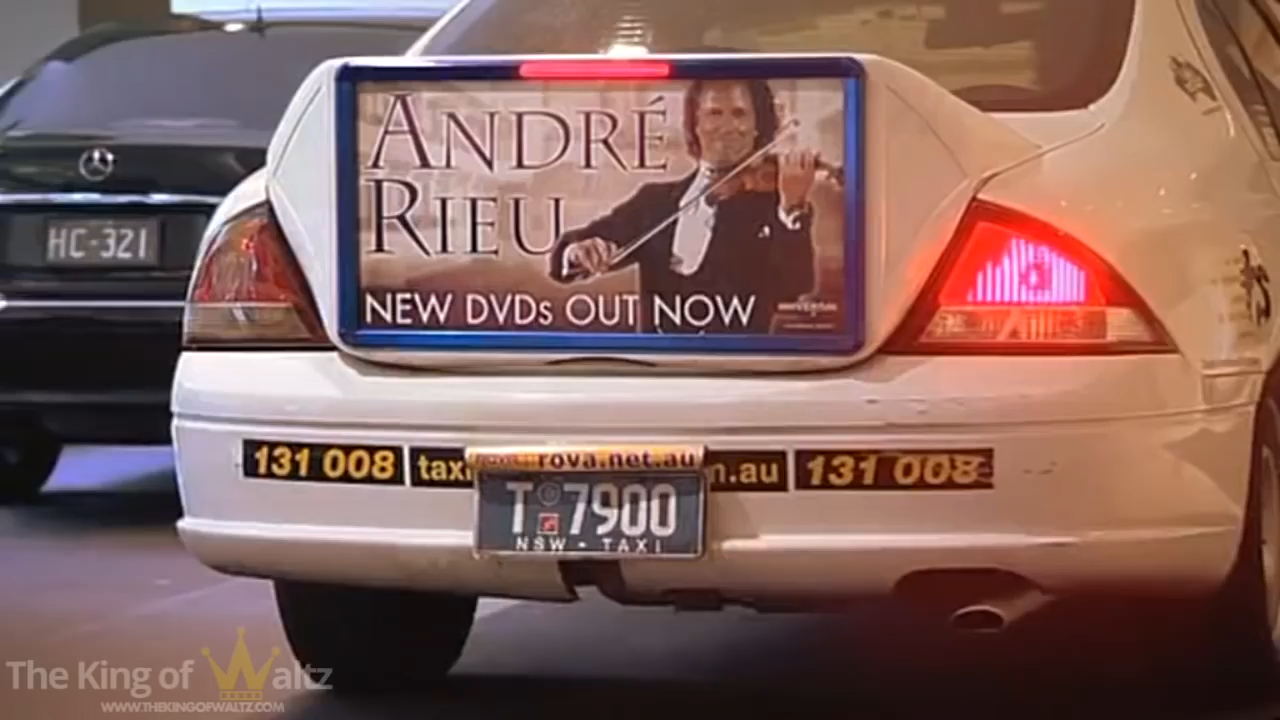 HC-321
ANDRÉ
RIEU
NEW DVDs OUT NOW
UNIVERSAL
131 008
taxi
rova.net.au
n.au
131 008
T 7900
NSW - TAXI
The King of Waltz
WWW.THEKINGOFWALTZ.COM